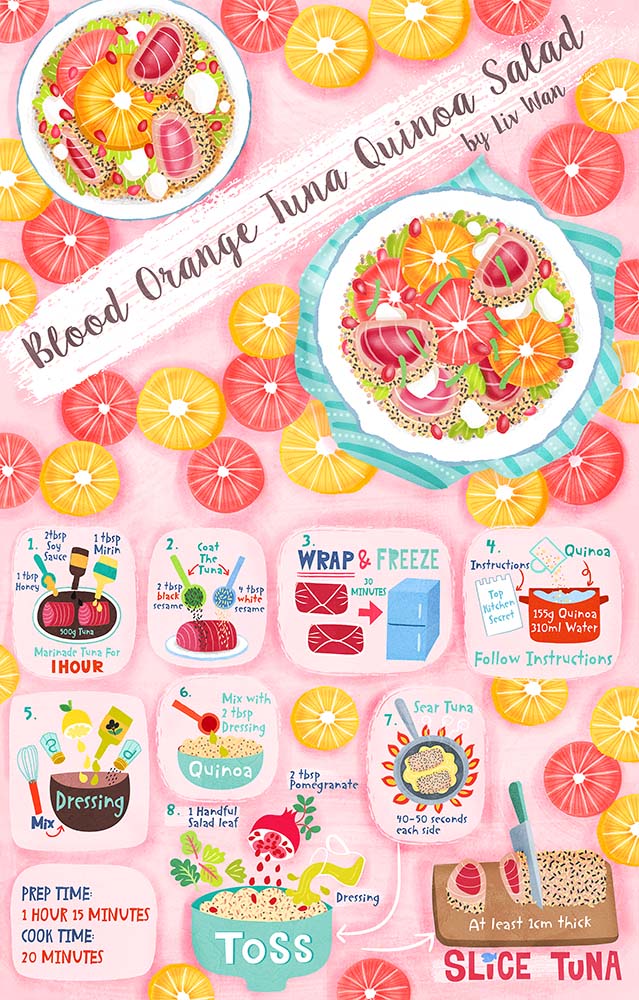 Blood Orange Tuna Quinoa Salad
by Liv Wan
1.
2tbsp
Soy
Sauce
1 tbsp
Mirin
1 tbsp
Honey
300g Tuna
Marinade Tuna For
1 HOUR
2.
Coat
The
Tuna
2 tbsp
black
sesame
4 tbsp
white
sesame
3.
WRAP & FREEZE
30
MINUTES
4.
Instructions
Quinoa
Top
Kitchen
Secret
155g Quinoa
310ml Water
Follow Instructions
5.
Dressing
Mix
6.
Mix with
2 tbsp
Dressing
Quinoa
7.
Sear Tuna
40-50 seconds
each side
8.
1 Handful
Salad leaf
2 tbsp
Pomegranate
Dressing
TOSS
PREP TIME:
1 HOUR 15 MINUTES
COOK TIME:
20 MINUTES
At least 1cm thick
SLICE TUNA